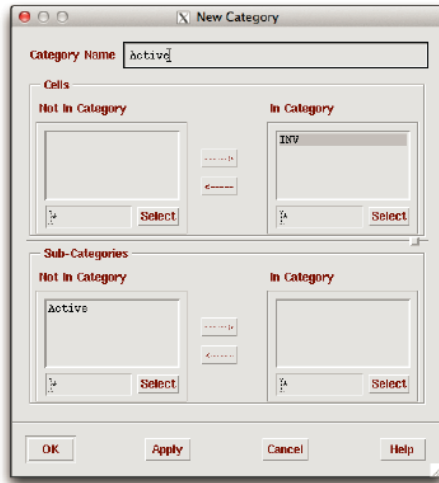 New Category
Category Name Active
Cells
Not In Category In Category
INV
Select Select
Sub-Categories
Not In Category In Category
Active
Select Select
OK Apply Cancel Help